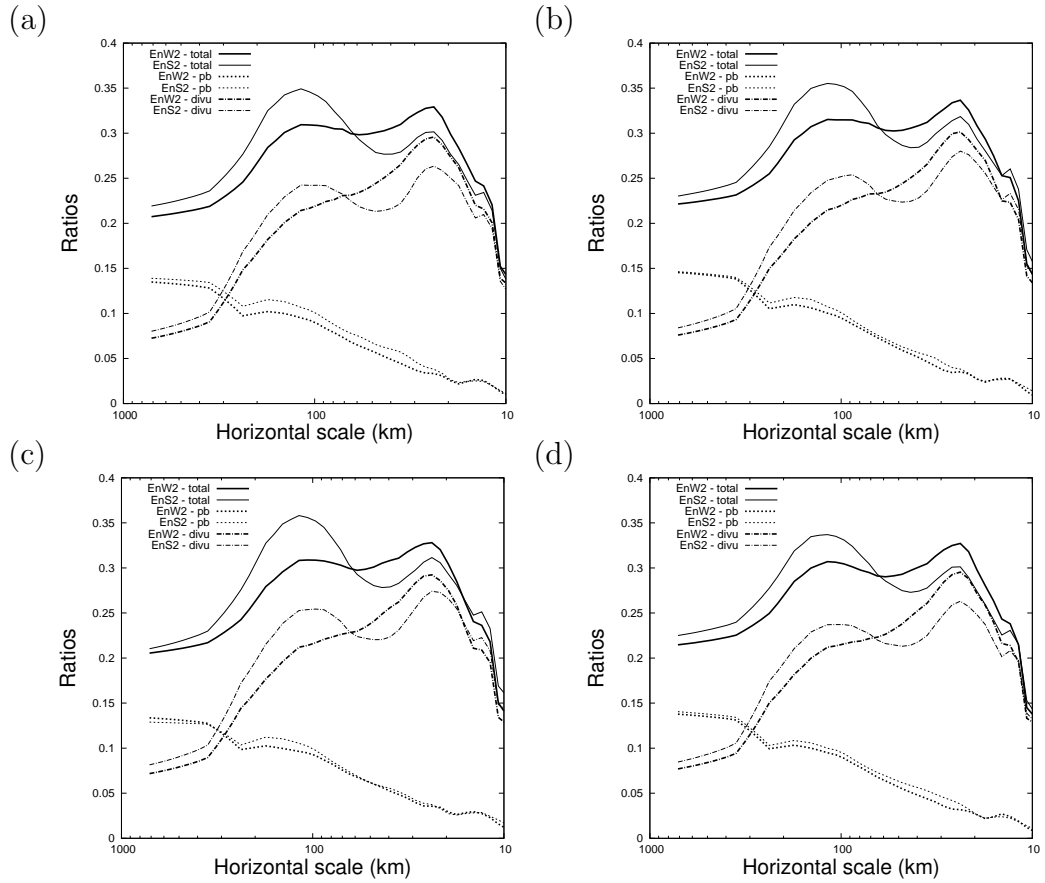 (a)
EnW2 - total
EnS2 - total
EnW2 - pb
EnS2 - pb
EnW2 - divu
EnS2 - divu
Ratios
0.4
0.35
0.3
0.25
0.2
0.15
0.1
0.05
0
1000
100
10
Horizontal scale (km)
(b)
EnW2 - total
EnS2 - total
EnW2 - pb
EnS2 - pb
EnW2 - divu
EnS2 - divu
Ratios
0.4
0.35
0.3
0.25
0.2
0.15
0.1
0.05
0
1000
100
10
Horizontal scale (km)
(c)
EnW2 - total
EnS2 - total
EnW2 - pb
EnS2 - pb
EnW2 - divu
EnS2 - divu
Ratios
0.4
0.35
0.3
0.25
0.2
0.15
0.1
0.05
0
1000
100
10
Horizontal scale (km)
(d)
EnW2 - total
EnS2 - total
EnW2 - pb
EnS2 - pb
EnW2 - divu
EnS2 - divu
Ratios
0.4
0.35
0.3
0.25
0.2
0.15
0.1
0.05
0
1000
100
10
Horizontal scale (km)